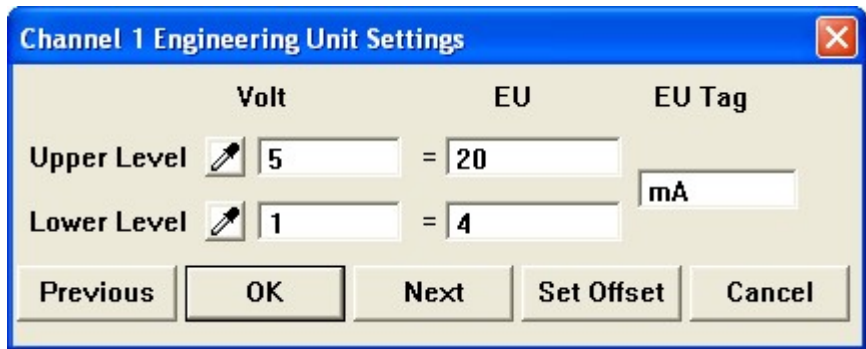 Channel 1 Engineering Unit Settings
Volt EU EU Tag
Upper Level 5 = 20
mA
Lower Level 1 = 4
Previous OK Next Set Offset Cancel